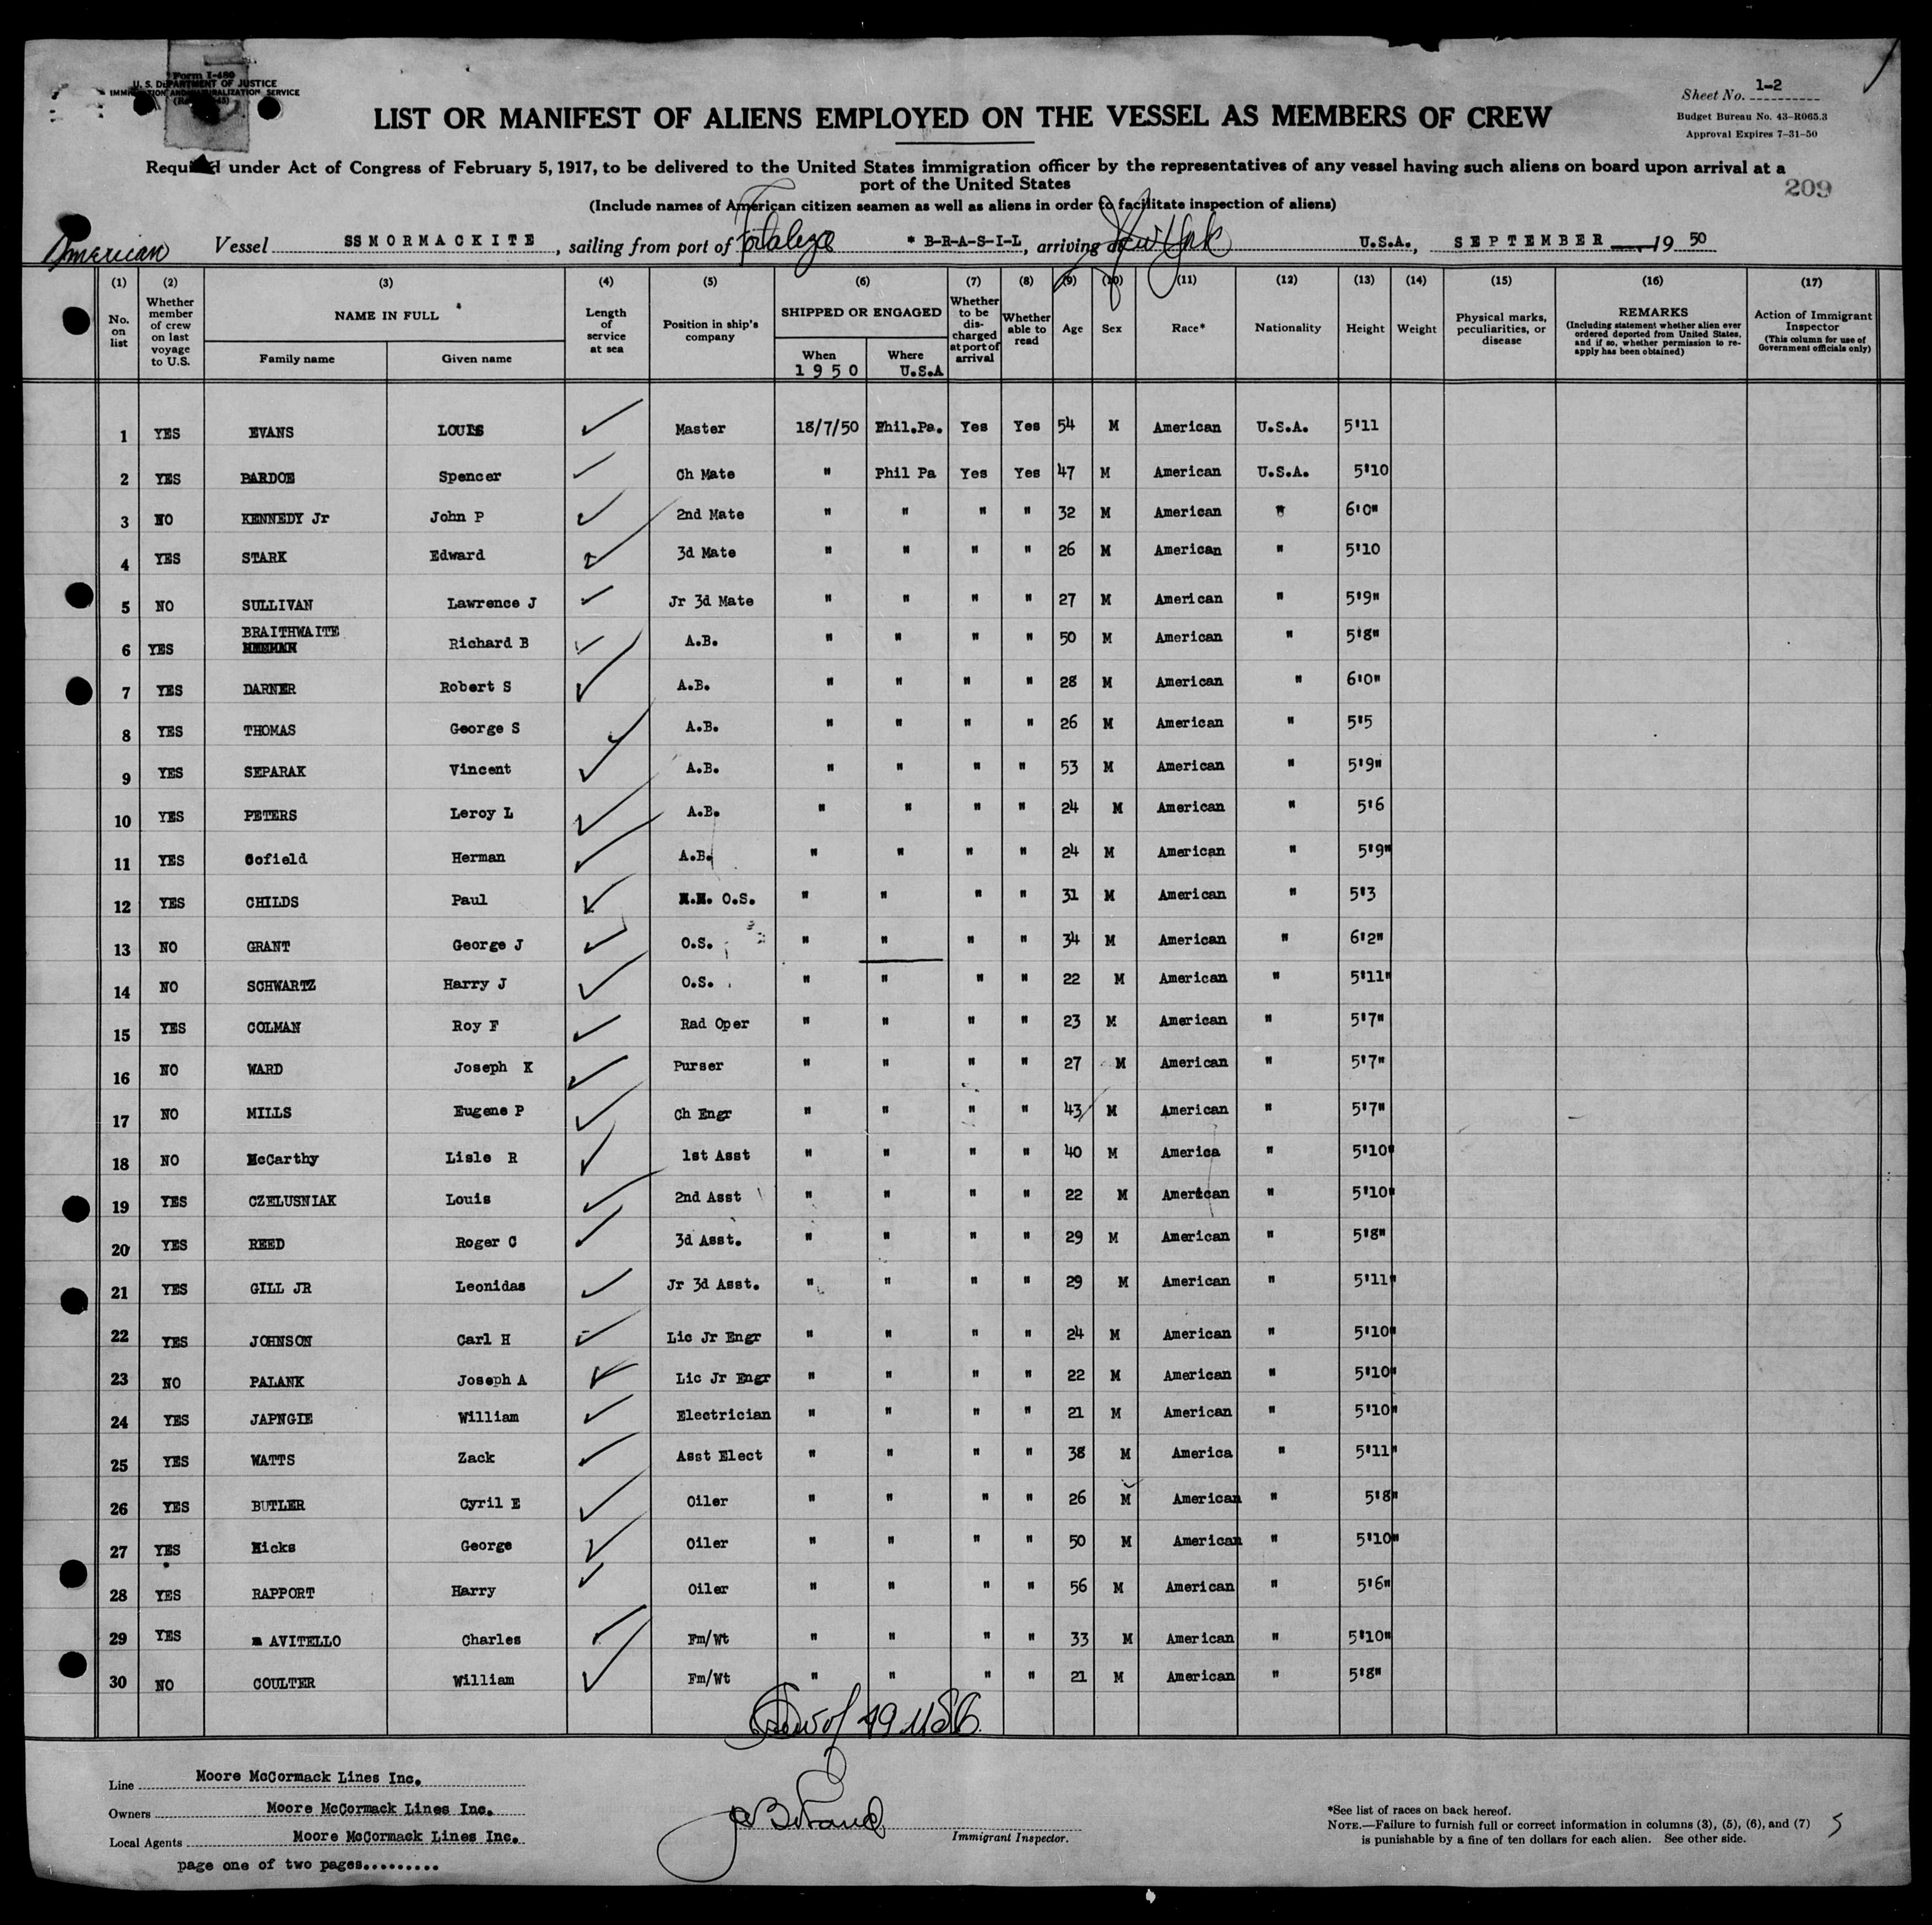 Form I-480
U. S. DEPARTMENT OF JUSTICE
IMMIGRATION AND NATURALIZATION SERVICE
Sheet No. 1-2
Budget Bureau No. 43-R065.3
Approval Expires 7-31-50
LIST OR MANIFEST OF ALIENS EMPLOYED ON THE VESSEL AS MEMBERS OF CREW
Required under Act of Congress of February 5, 1917, to be delivered to the United States immigration officer by the representatives of any vessel having such aliens on board upon arrival at a
port of the United States
209
(Include names of American citizen seamen as well as aliens in order to facilitate inspection of aliens)
American Vessel SSMORMACKITE, sailing from port of Fortaleza * B-R-A-S-I-L, arriving at New York U.S.A., SEPTEMBER 19 50
(1) (2) (3) (4) (5) (6) (7) (8) (9) (10) (11) (12) (13) (14) (15) (16) (17)
No. on list
Whether member of crew on last voyage to U.S.
NAME IN FULL
Family name Given name
Length of service at sea
Position in ship's company
SHIPPED OR ENGAGED
When 1950 Where U.S.A
Whether to be discharged at port of arrival
Whether able to read
Age Sex Race* Nationality Height Weight
Physical marks, peculiarities, or disease
REMARKS
(Including statement whether alien ever ordered deported from United States, and if so, whether permission to re-apply has been obtained)
Action of Immigrant Inspector
(This column for use of Government officials only)
1 YES EVANS LOUIS Master 18/7/50 Phil.Pa. Yes Yes 54 M American U.S.A. 5'11
2 YES PARDOE Spencer Ch Mate " Phil Pa Yes Yes 47 M American U.S.A. 5'10
3 NO KENNEDY Jr John P 2nd Mate " " " " 32 M American " 6'0"
4 YES STARK Edward 3d Mate " " " " 26 M American " 5'10
5 NO SULLIVAN Lawrence J Jr 3d Mate " " " " 27 M American " 5'9"
6 YES BRAITHWAITE Richard B A.B. " " " " 50 M American " 5'8"
7 YES DARNER Robert S A.B. " " " " 28 M American " 6'0"
8 YES THOMAS George S A.B. " " " " 26 M American " 5'5
9 YES SEPARAK Vincent A.B. " " " " 53 M American " 5'9"
10 YES PETERS Leroy L A.B. " " " " 24 M American " 5'6
11 YES Cofield Herman A.B. " " " " 24 M American " 5'9"
12 YES CHILDS Paul O.S. " " " " 31 M American " 5'3
13 NO GRANT George J O.S. " " " " 34 M American " 6'2"
14 NO SCHWARTZ Harry J O.S. " " " " 22 M American " 5'11"
15 YES COLMAN Roy F Rad Oper " " " " 23 M American " 5'7"
16 NO WARD Joseph K Purser " " " " 27 M American " 5'7"
17 NO MILLS Eugene P Ch Engr " " " " 43 M American " 5'7"
18 NO McCarthy Lisle R 1st Asst " " " " 40 M America " 5'10"
19 YES CZELUSNIAK Louis 2nd Asst " " " " 22 M American " 5'10"
20 YES REED Roger C 3d Asst. " " " " 29 M American " 5'8"
21 YES GILL JR Leonidas Jr 3d Asst. " " " " 29 M American " 5'11"
22 YES JOHNSON Carl H Lic Jr Engr " " " " 24 M American " 5'10"
23 NO PALANK Joseph A Lic Jr Engr " " " " 22 M American " 5'10"
24 YES JAPNGIE William Electrician " " " " 21 M American " 5'10"
25 YES WATTS Zack Asst Elect " " " " 38 M America " 5'11"
26 YES BUTLER Cyril E Oiler " " " " 26 M American " 5'8"
27 YES Hicks George Oiler " " " " 50 M American " 5'10"
28 YES RAPPORT Harry Oiler " " " " 56 M American " 5'6"
29 YES AVITELLO Charles Fm/Wt " " " " 33 M American " 5'10"
30 NO COULTER William Fm/Wt " " " " 21 M American " 5'8"
Crew of 49 USC
Line Moore McCormack Lines Inc.
Owners Moore McCormack Lines Inc.
Local Agents Moore McCormack Lines Inc.
page one of two pages.........
Immigrant Inspector.
*See list of races on back hereof.
NOTE.—Failure to furnish full or correct information in columns (3), (5), (6), and (7)
is punishable by a fine of ten dollars for each alien. See other side.